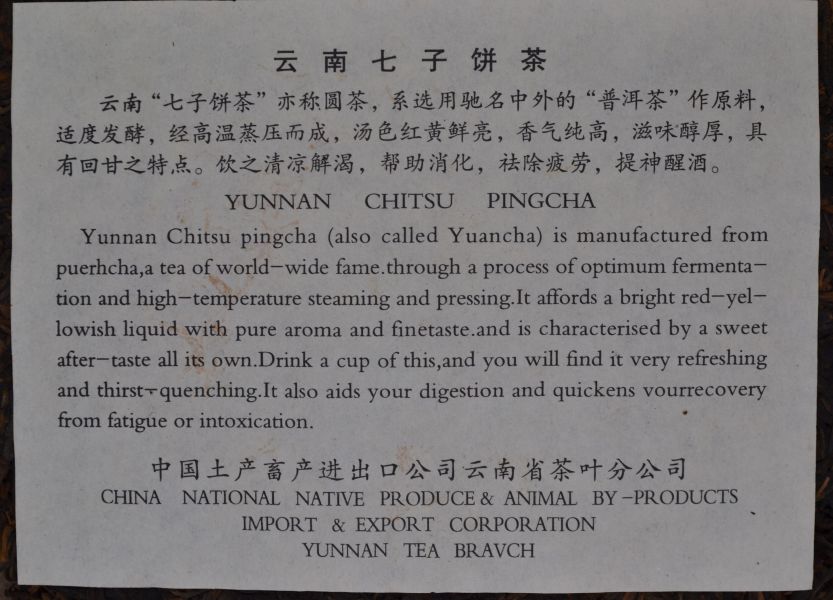 云南七子饼茶
云南“七子饼茶”亦称圆茶，系选用驰名中外的“普洱茶”作原料，
适度发酵，经高温蒸压而成，汤色红黄鲜亮，香气纯高，滋味醇厚，具
有回甘之特点。饮之清凉解渴，帮助消化，祛除疲劳，提神醒酒。
YUNNAN CHITSU PINGCHA
Yunnan Chitsu pingcha (also called Yuancha) is manufactured from
puerhcha,a tea of world-wide fame.through a process of optimum fermenta-
tion and high-temperature steaming and pressing.It affords a bright red-yel-
lowish liquid with pure aroma and finetaste.and is characterised by a sweet
after-taste all its own.Drink a cup of this,and you will find it very refreshing
and thirst-quenching.It also aids your digestion and quickens vourrecovery
from fatigue or intoxication.
中国土产畜产进出口公司云南省茶叶分公司
CHINA NATIONAL NATIVE PRODUCE & ANIMAL BY-PRODUCTS
IMPORT & EXPORT CORPORATION
YUNNAN TEA BRAVCH